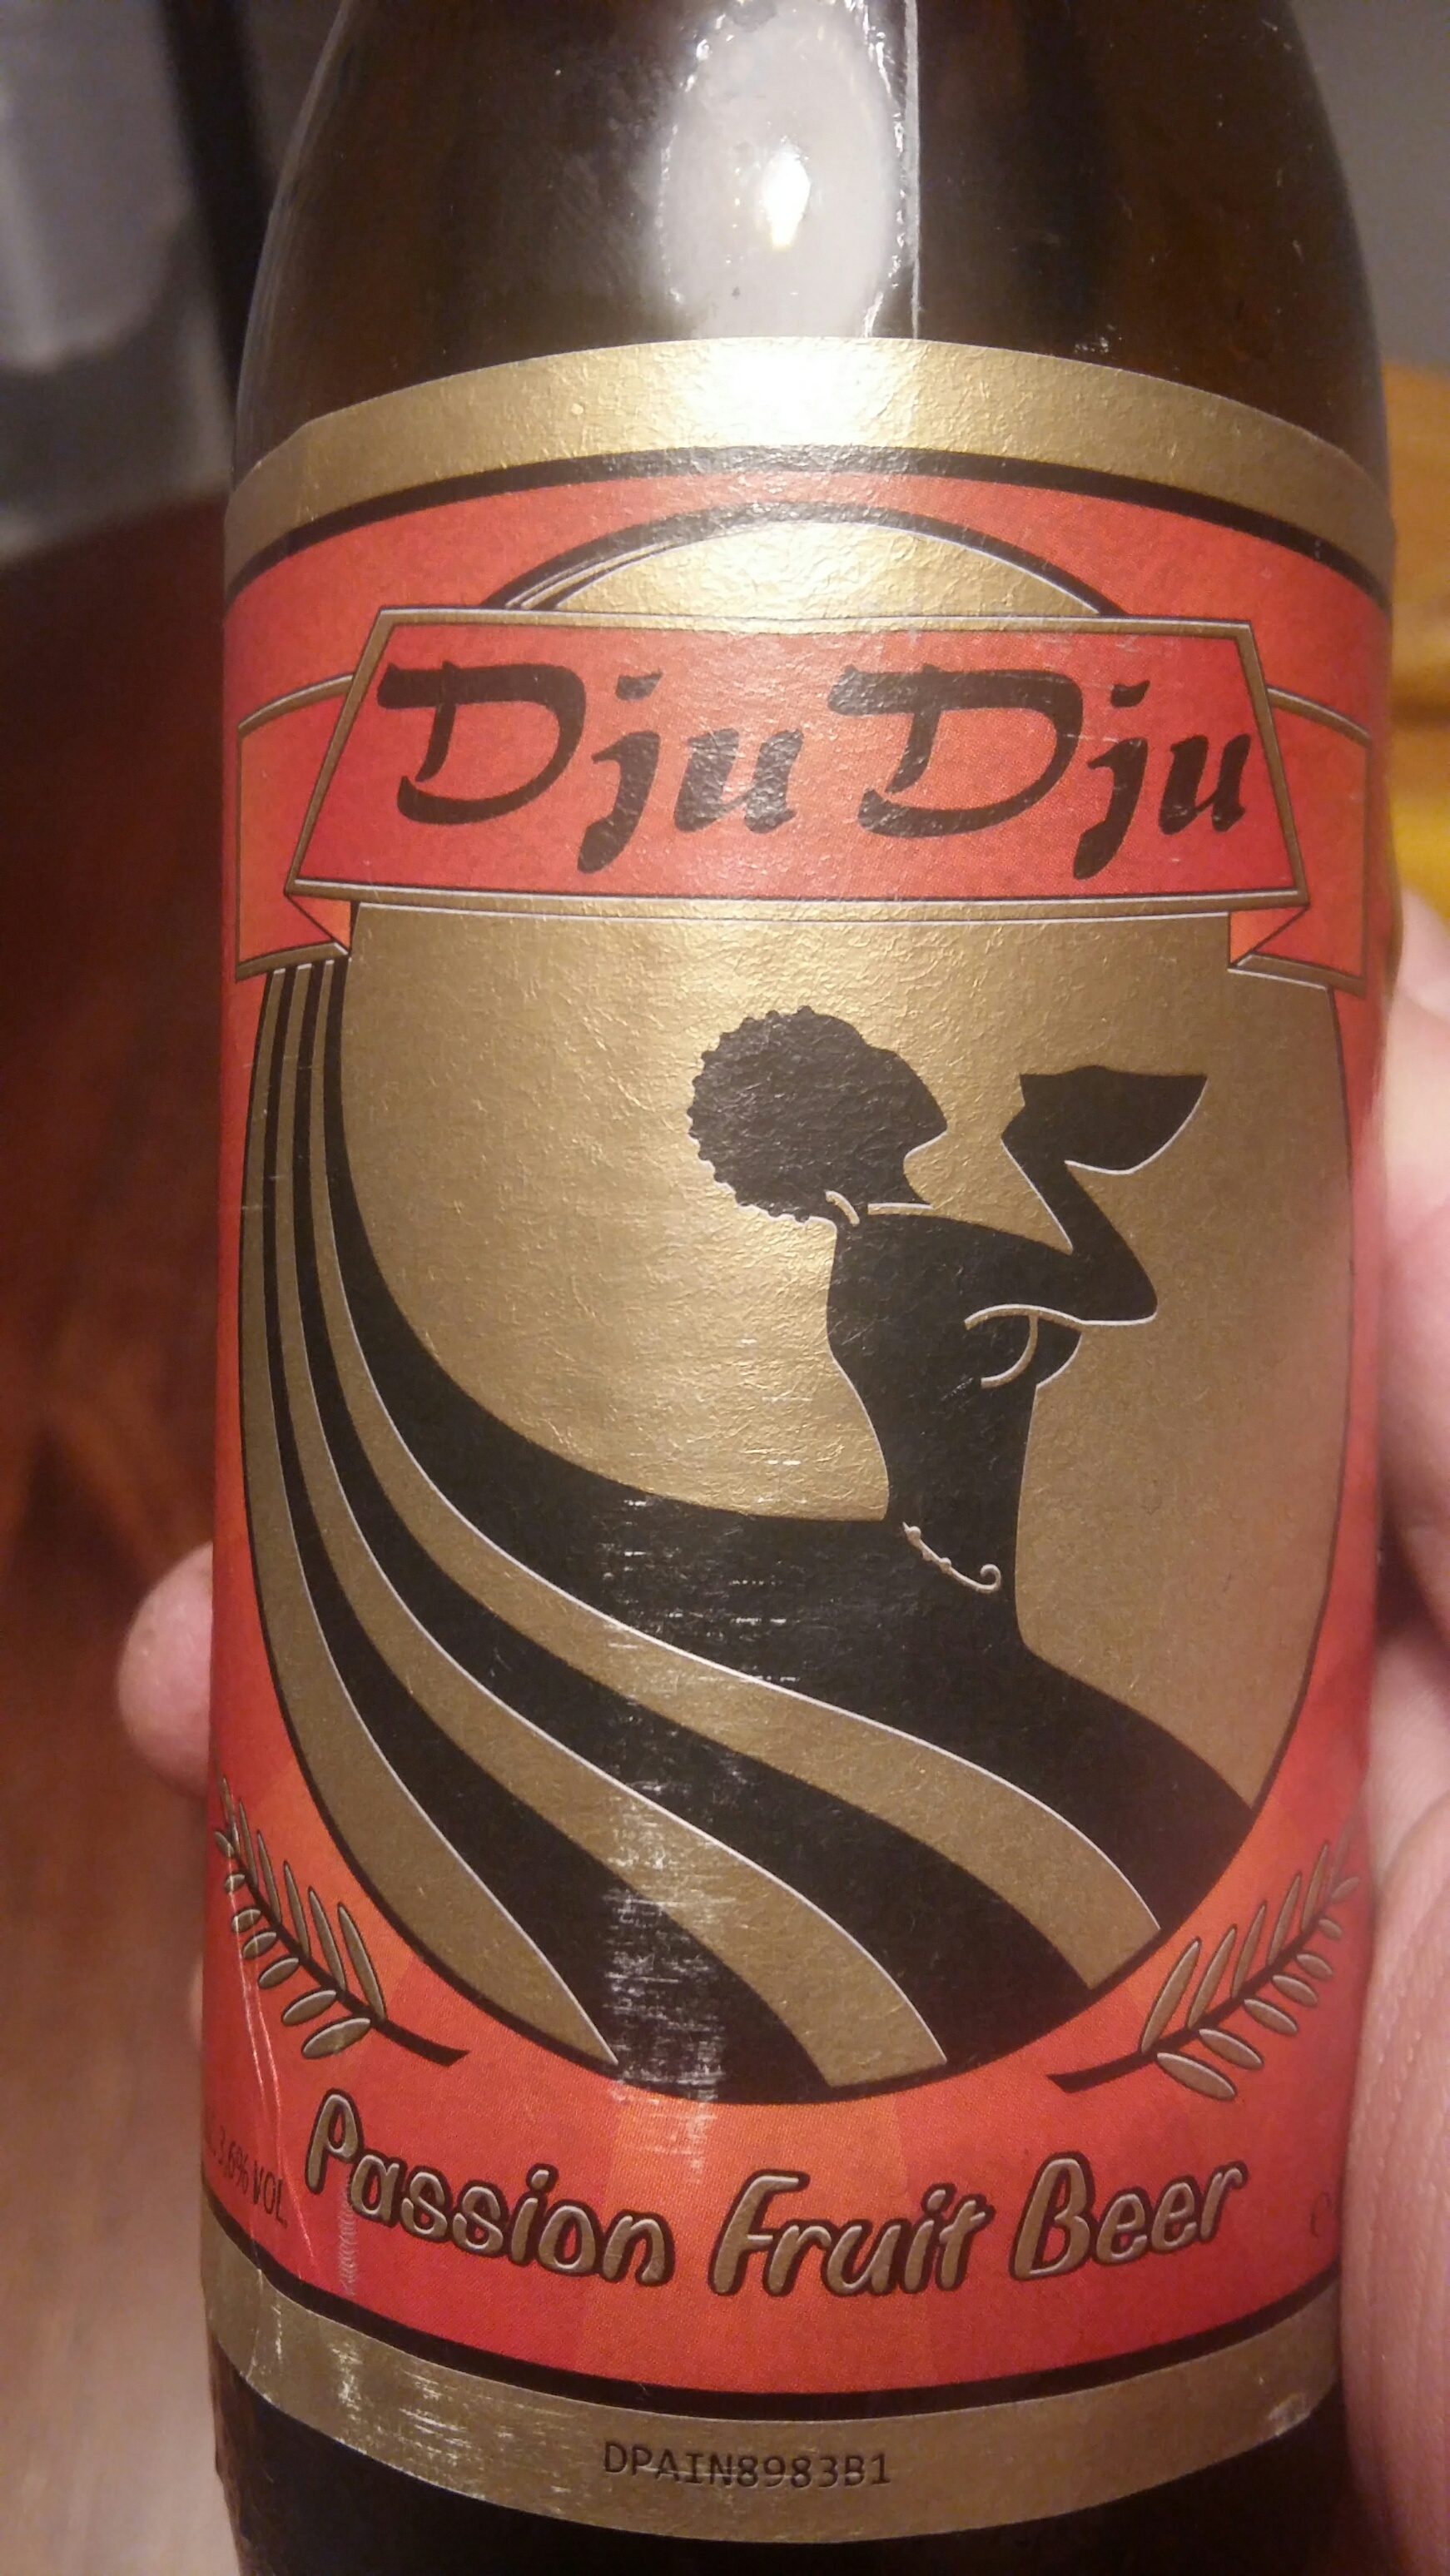 Dju Dju
3,6% VOL.
Passion Fruit Beer
DPAIN8983B1